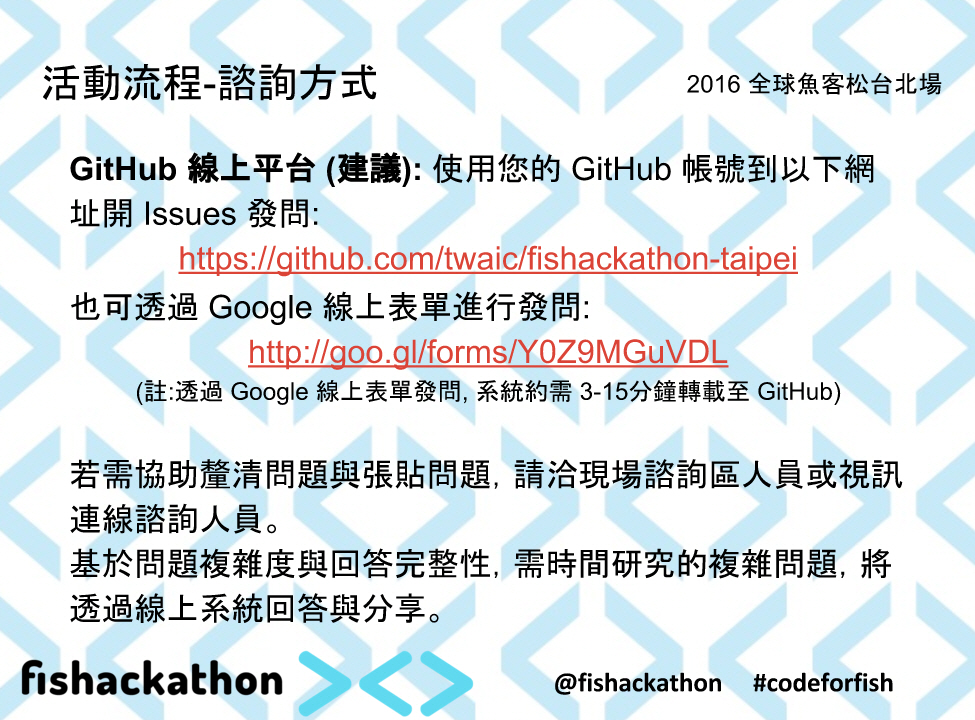 活動流程-諮詢方式
2016 全球魚客松台北場
GitHub 線上平台 (建議): 使用您的 GitHub 帳號到以下網
址開 Issues 發問:
https://github.com/twaic/fishackathon-taipei
也可透過 Google 線上表單進行發問:
http://goo.gl/forms/Y0Z9MGuVDL
(註:透過 Google 線上表單發問, 系統約需 3-15分鐘轉載至 GitHub)
若需協助釐清問題與張貼問題, 請洽現場諮詢區人員或視訊
連線諮詢人員。
基於問題複雜度與回答完整性, 需時間研究的複雜問題, 將
透過線上系統回答與分享。
fishackathon
@fishackathon #codeforfish